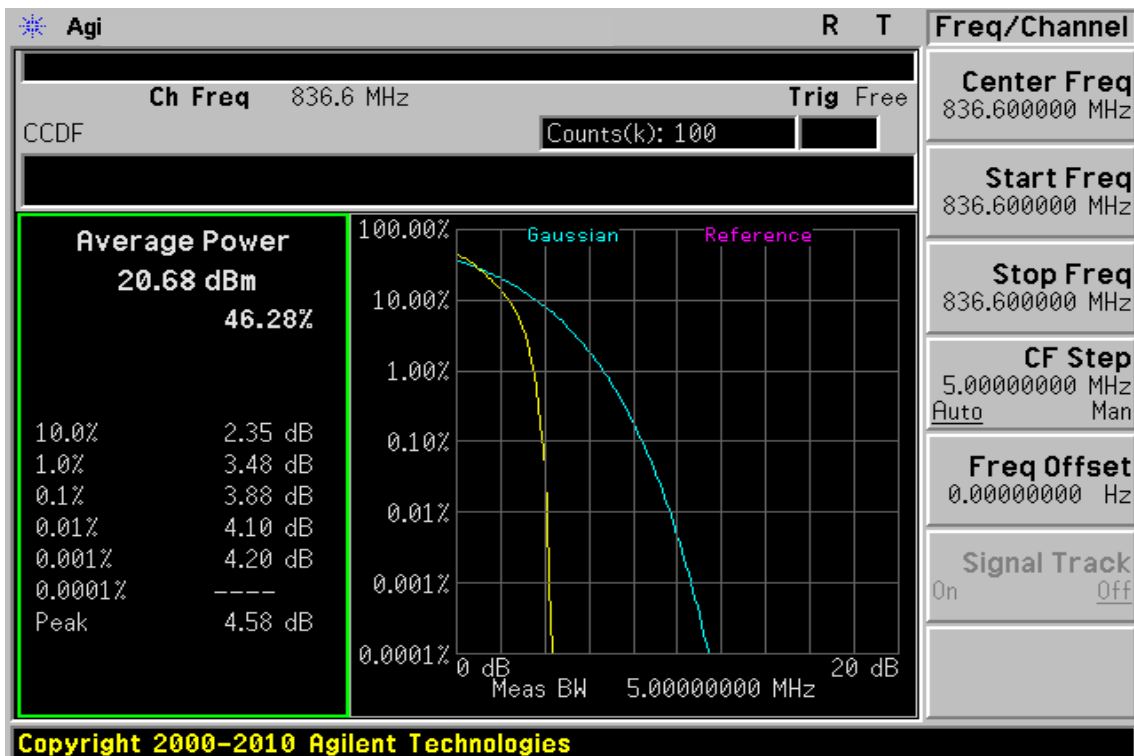 Agi R T
Ch Freq 836.6 MHz Trig Free
CCDF
Counts(k): 100
Average Power
20.68 dBm
46.28%
10.0% 2.35 dB
1.0% 3.48 dB
0.1% 3.88 dB
0.01% 4.10 dB
0.001% 4.20 dB
0.0001% ----
Peak 4.58 dB
Gaussian Reference
100.00%
10.00%
1.00%
0.10%
0.01%
0.001%
0.0001%
0 dB 20 dB
Meas BW 5.00000000 MHz
Freq/Channel
Center Freq
836.600000 MHz
Start Freq
836.600000 MHz
Stop Freq
836.600000 MHz
CF Step
5.00000000 MHz
Auto Man
Freq Offset
0.00000000 Hz
Signal Track
On Off
Copyright 2000-2010 Agilent Technologies